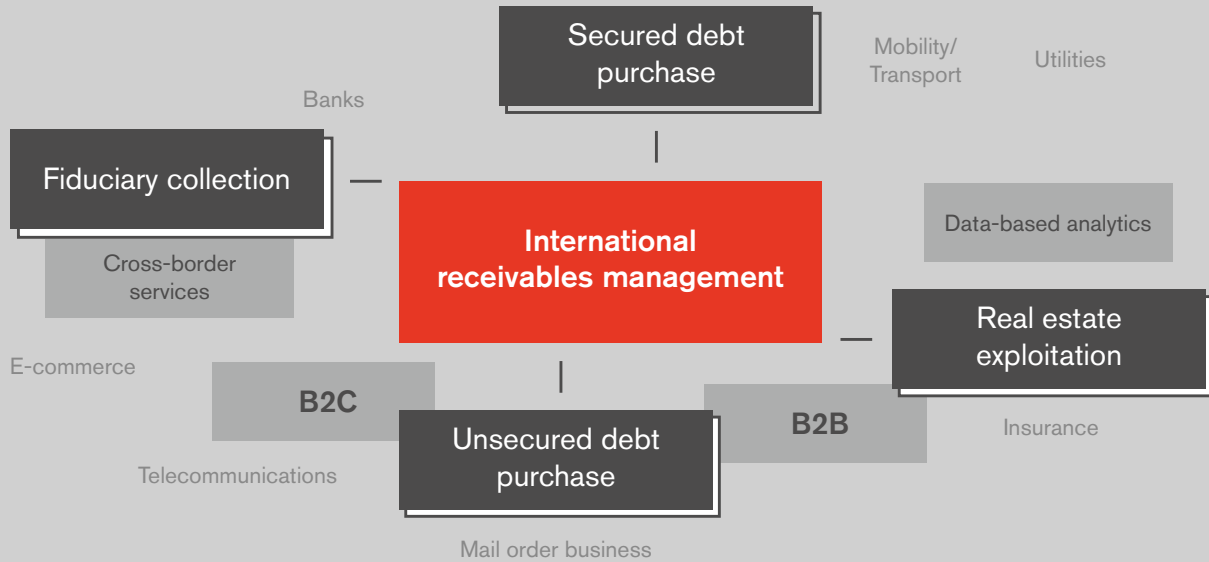 Secured debt
purchase
Mobility/
Transport
Utilities
Banks
Fiduciary collection
International
receivables management
Data-based analytics
Cross-border
services
Real estate
exploitation
E-commerce
B2C
Unsecured debt
purchase
B2B
Insurance
Telecommunications
Mail order business